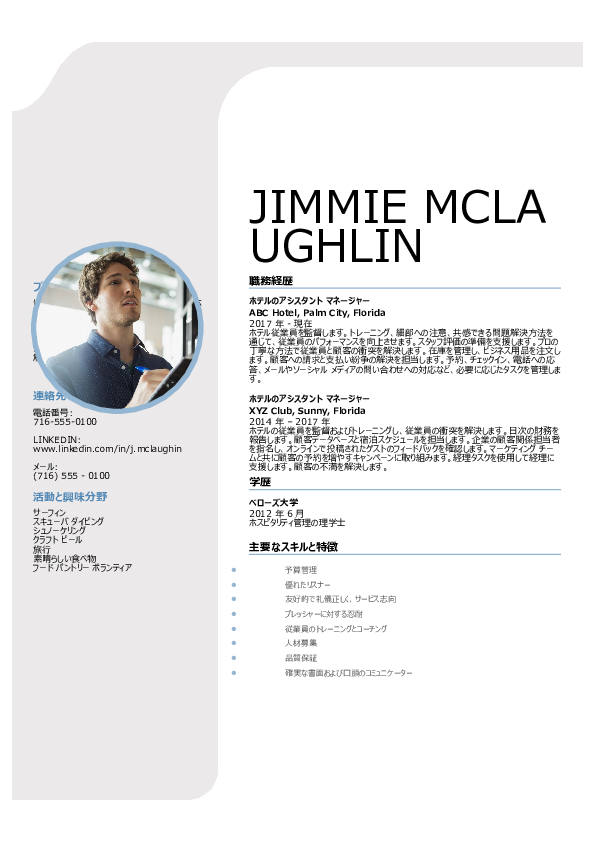 JIMMIE MCLA
UGHLIN
職務経歴
ホテルのアシスタント マネージャー
ABC Hotel, Palm City, Florida
2017 年 - 現在
ホテル従業員を監督します。トレーニング、細部への注意、共感できる問題解決方法を
通じて、従業員のパフォーマンスを向上させます。スタッフ評価の準備を支援します。プロの
丁寧な方法で従業員と顧客の衝突を解決します。在庫を管理し、ビジネス用品を注文し
ます。顧客への請求と支払い紛争の解決を担当します。予約、チェックイン、電話への応
答、メールやソーシャル メディアの問い合わせへの対応など、必要に応じたタスクを管理しま
す。
ホテルのアシスタント マネージャー
XYZ Club, Sunny, Florida
2014 年 – 2017 年
ホテルの従業員を監督およびトレーニングし、従業員の衝突を解決します。日次の財務を
報告します。顧客データベースと宿泊スケジュールを担当します。企業の顧客関係担当者
を指名し、オンラインで投稿されたゲストのフィードバックを確認します。マーケティング チー
ムと共に顧客の予約を増やすキャンペーンに取り組みます。経理タスクを使用して経理に
支援します。顧客の不満を解決します。
学歴
ベローズ大学
2012 年 6 月
ホスピタリティ管理の理学士
主要なスキルと特徴
予算管理
優れたリスナー
友好的で礼儀正しく、サービス志向
プレッシャーに対する忍耐
従業員のトレーニングとコーチング
人材募集
品質保証
確実な書面および口頭のコミュニケーター
連絡先
電話番号:
716-555-0100
LINKEDIN:
www.linkedin.com/in/j.mclaughin
メール:
(716) 555 - 0100
活動と興味分野
サーフィン
スキューバ ダイビング
シュノーケリング
クラフト ビール
旅行
素晴らしい食べ物
フード パントリー ボランティア